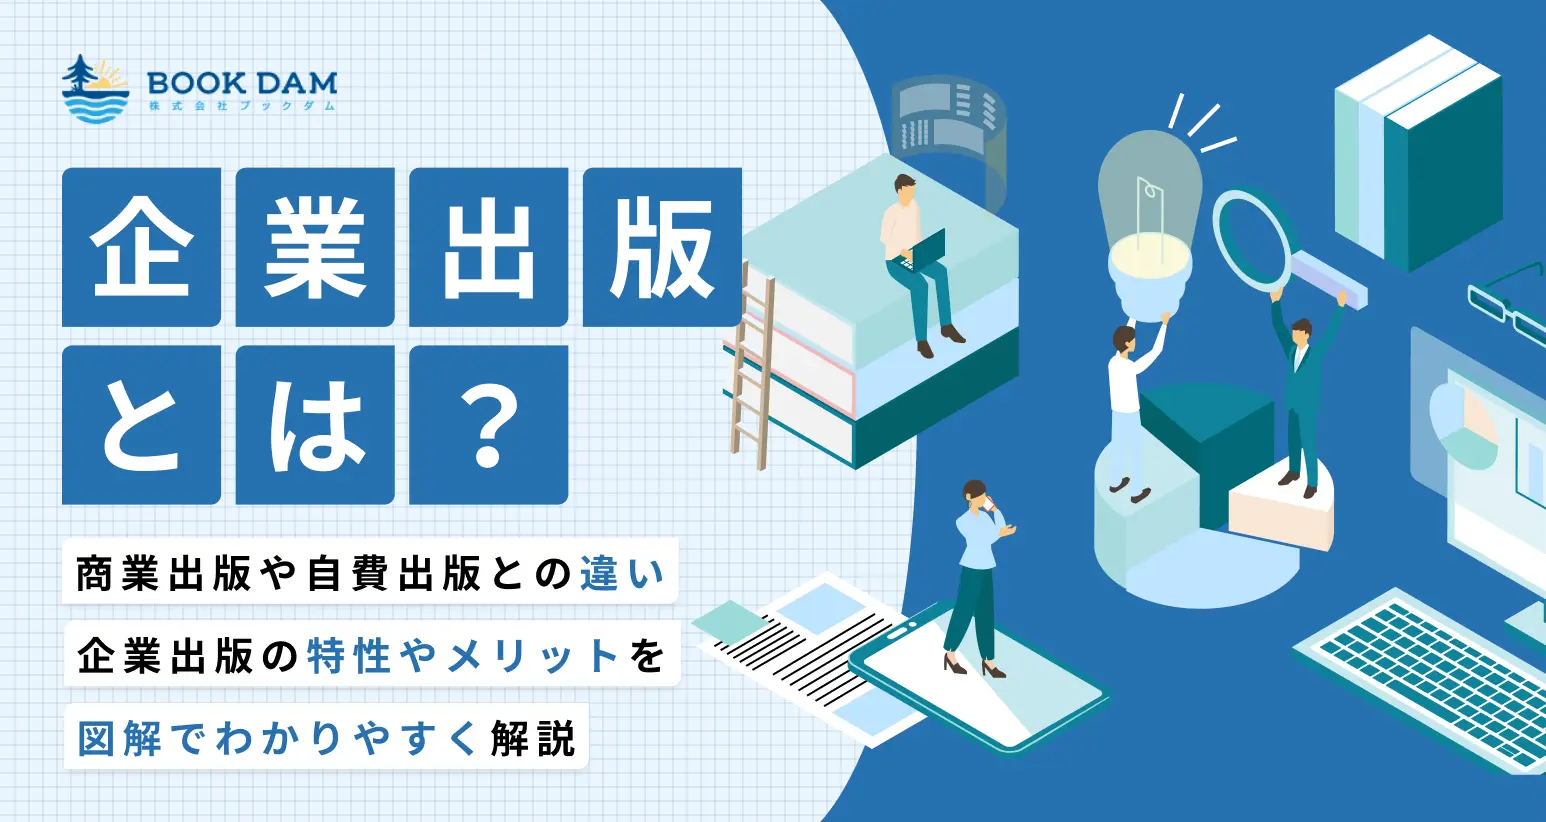 BOOK DAM
株式会社ブックダム
企業出版
とは？
商業出版や自費出版との違い
企業出版の特性やメリットを
図解でわかりやすく解説